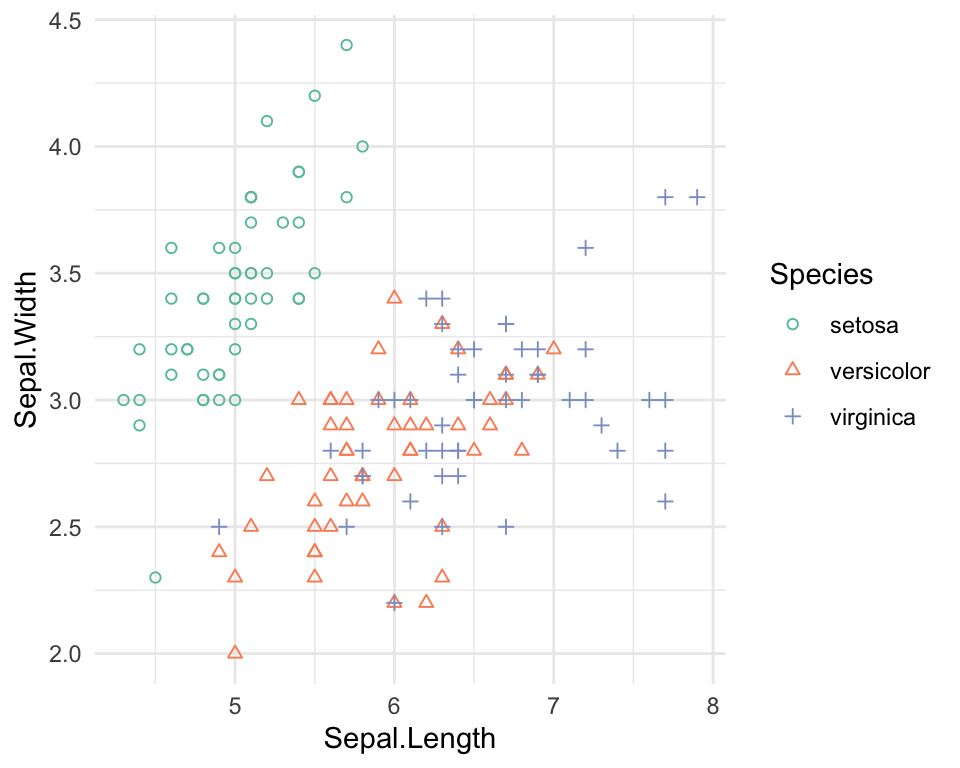 4.5
4.0
3.5
3.0
2.5
2.0
Sepal.Width
5 6 7 8
Sepal.Length
Species
setosa
versicolor
virginica